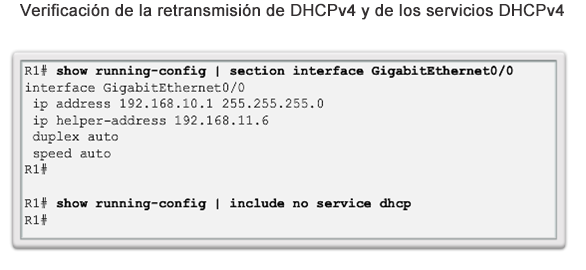 Verificación de la retransmisión de DHCPv4 y de los servicios DHCPv4
R1# show running-config | section interface GigabitEthernet0/0
interface GigabitEthernet0/0
ip address 192.168.10.1 255.255.255.0
ip helper-address 192.168.11.6
duplex auto
speed auto
R1#
R1# show running-config | include no service dhcp
R1#